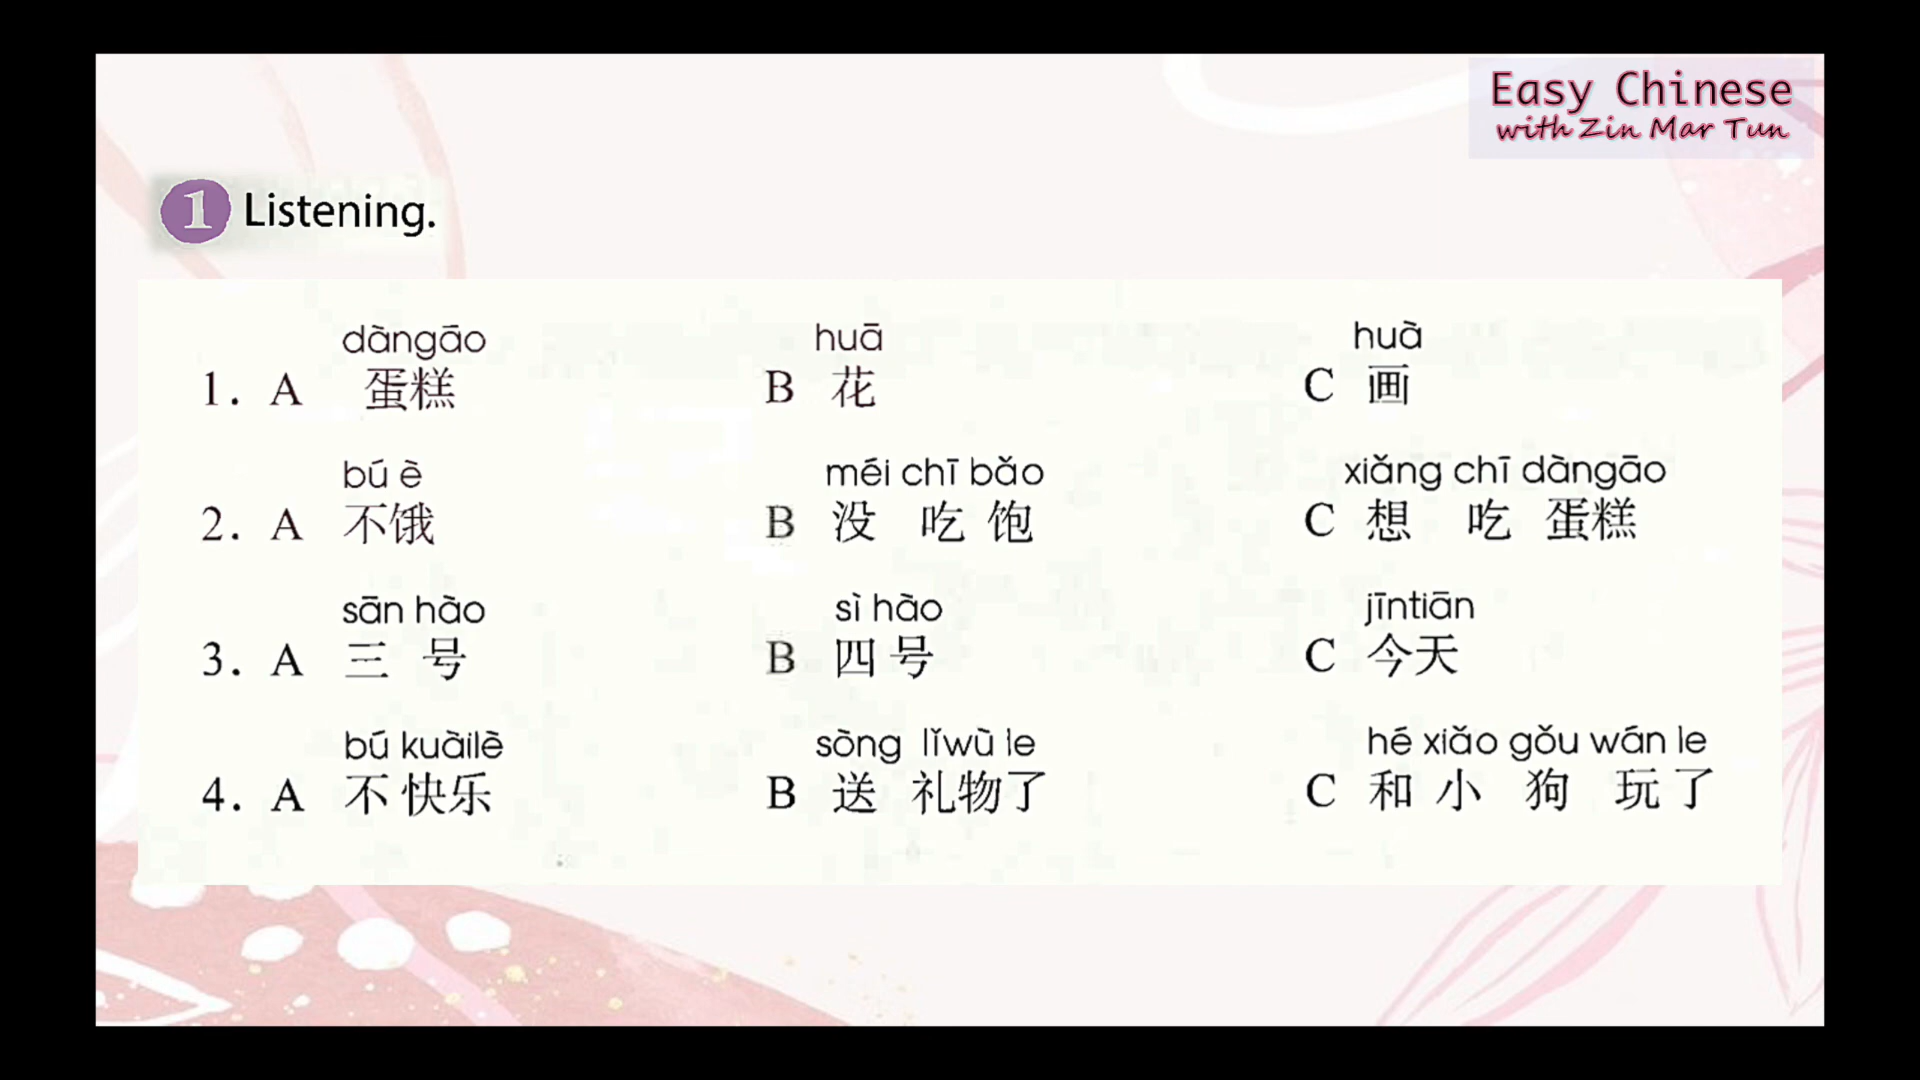 Easy Chinese
with Zin Mar Tun
1 Listening.
dàngāo huā huà
1. A 蛋糕 B 花 C 画
bú è méi chī bǎo xiǎng chī dàngāo
2. A 不饿 B 没 吃 饱 C 想 吃 蛋糕
sān hào sì hào jīntiān
3. A 三 号 B 四 号 C 今天
bú kuàilè sòng lǐwù le hé xiǎo gǒu wán le
4. A 不 快乐 B 送 礼物了 C 和 小 狗 玩 了